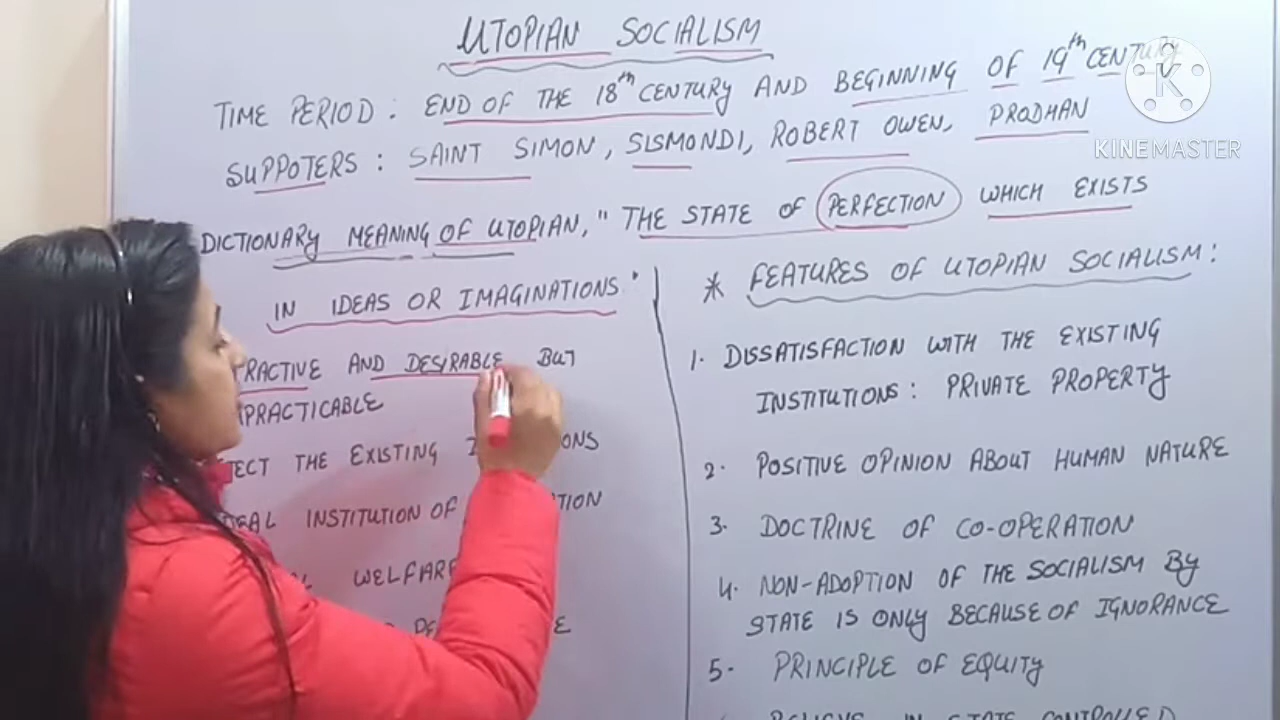 UTOPIAN SOCIALISM
TIME PERIOD : END OF THE 18th CENTURY AND BEGINNING OF 19th CENTURY
SUPPOTERS : SAINT SIMON, SISMONDI, ROBERT OWEN, PRODHAN
DICTIONARY MEANING OF UTOPIAN, "THE STATE OF PERFECTION WHICH EXISTS
IN IDEAS OR IMAGINATIONS"
AND DESIRABLE BUT
THE EXISTING
INSTITUTION OF
WELFARE
* FEATURES OF UTOPIAN SOCIALISM :
1. DISSATISFACTION WITH THE EXISTING
INSTITUTIONS : PRIVATE PROPERTY
2. POSITIVE OPINION ABOUT HUMAN NATURE
3. DOCTRINE OF CO-OPERATION
4. NON-ADOPTION OF THE SOCIALISM BY
STATE IS ONLY BECAUSE OF IGNORANCE
5. PRINCIPLE OF EQUITY
IN STATE CONTROLLED
K
KINEMASTER